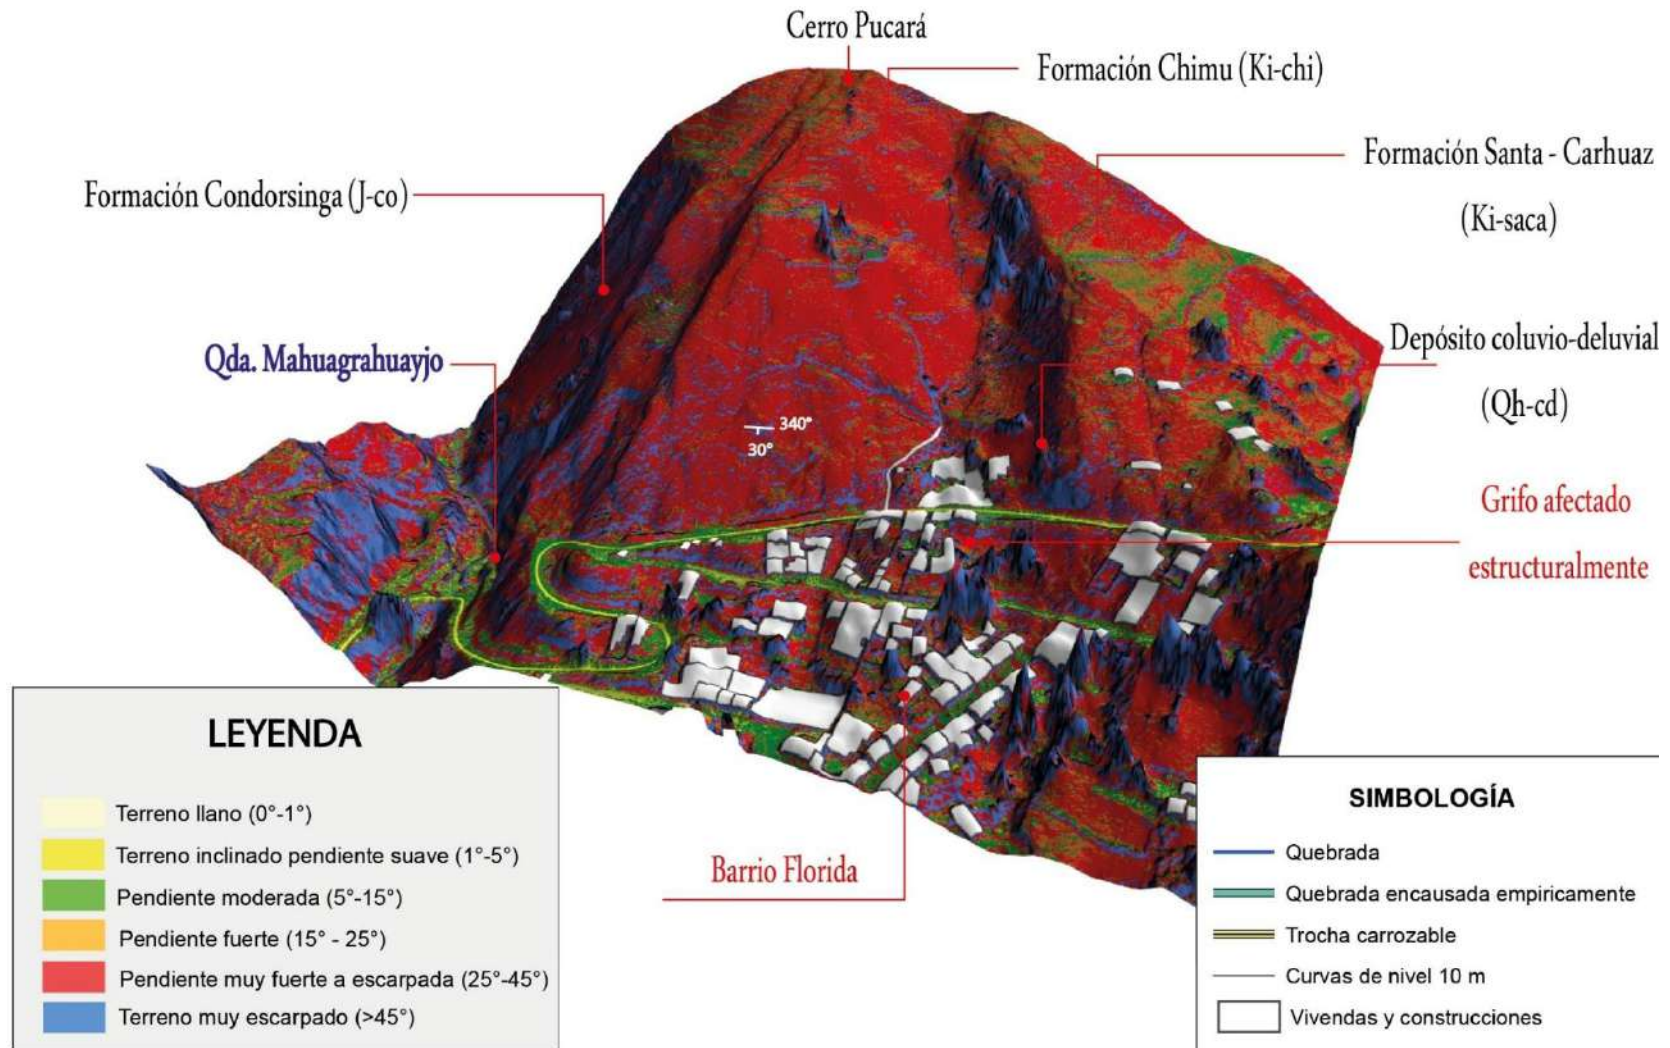 Cerro Pucará
Formación Chimu (Ki-chi)
Formación Santa - Carhuaz
(Ki-saca)
Formación Condorsinga (J-co)
Depósito coluvio-deluvial
(Qh-cd)
Qda. Mahuagrahuayjo
340°
30°
Grifo afectado
estructuralmente
Barrio Florida
LEYENDA
Terreno llano (0°-1°)
Terreno inclinado pendiente suave (1°-5°)
Pendiente moderada (5°-15°)
Pendiente fuerte (15° - 25°)
Pendiente muy fuerte a escarpada (25°-45°)
Terreno muy escarpado (>45°)
SIMBOLOGÍA
Quebrada
Quebrada encausada empiricamente
Trocha carrozable
Curvas de nivel 10 m
Vivendas y construcciones